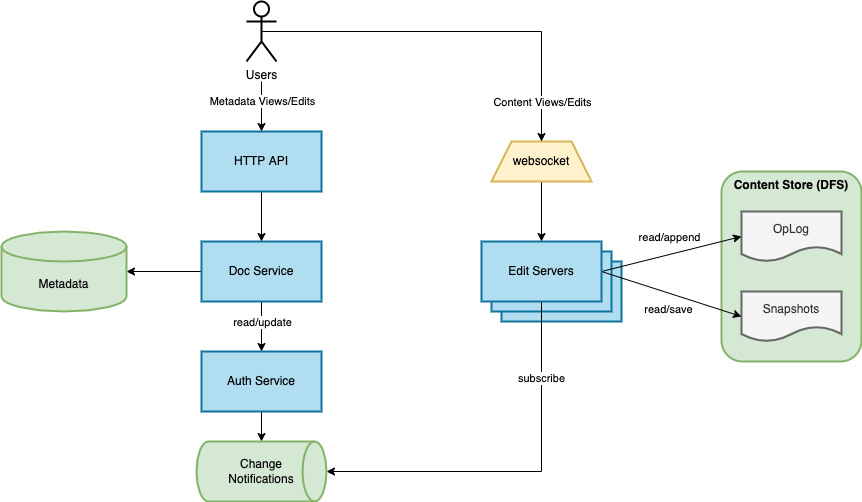 Users
Metadata Views/Edits
Content Views/Edits
HTTP API
websocket
Content Store (DFS)
OpLog
read/append
Metadata
Doc Service
Edit Servers
read/save
Snapshots
read/update
Auth Service
subscribe
Change
Notifications